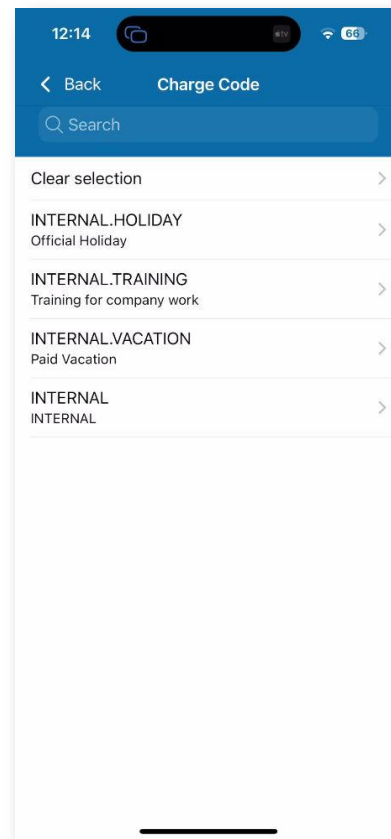 12:14
tv
66
Back
Charge Code
Search
Clear selection
INTERNAL.HOLIDAY
Official Holiday
INTERNAL.TRAINING
Training for company work
INTERNAL.VACATION
Paid Vacation
INTERNAL
INTERNAL